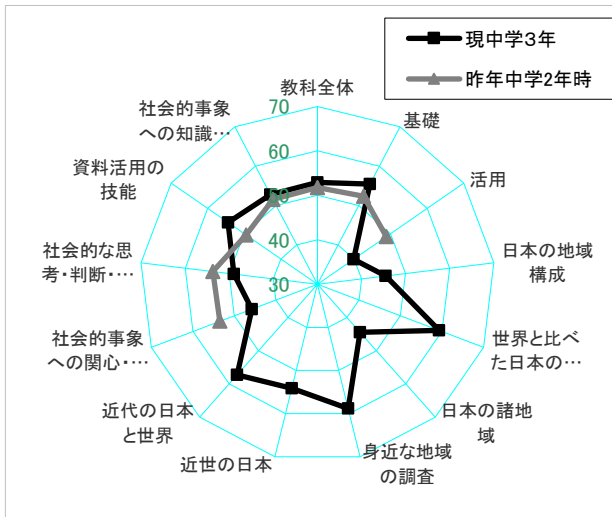 現中学3年
昨年中学2年時
教科全体
基礎
活用
日本の地域
構成
世界と比べ
た日本の…
日本の諸地
域
身近な地域
の調査
近世の日本
近代の日本
と世界
社会的事象
への関心・…
社会的な思
考・判断・…
資料活用の
技能
社会的事象
への知識…
70
60
50
40
30